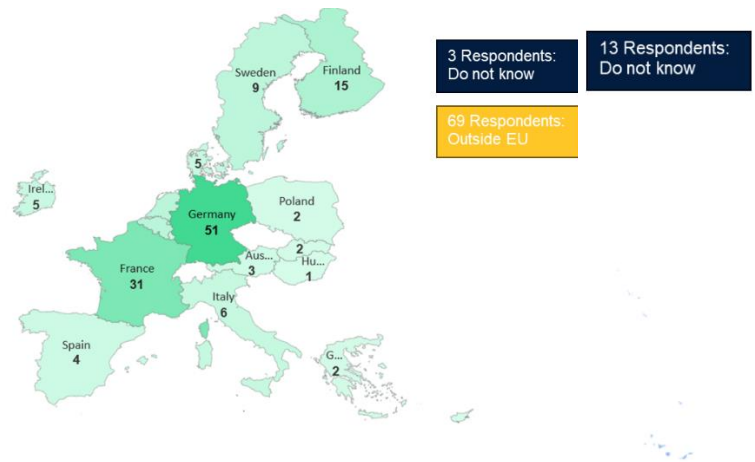 Sweden
9
Finland
15
5
Irel...
5
Germany
51
Poland
2
France
31
Aus...
3
2
Hu...
1
Italy
6
Spain
4
G...
2
3 Respondents:
Do not know
13 Respondents:
Do not know
69 Respondents:
Outside EU